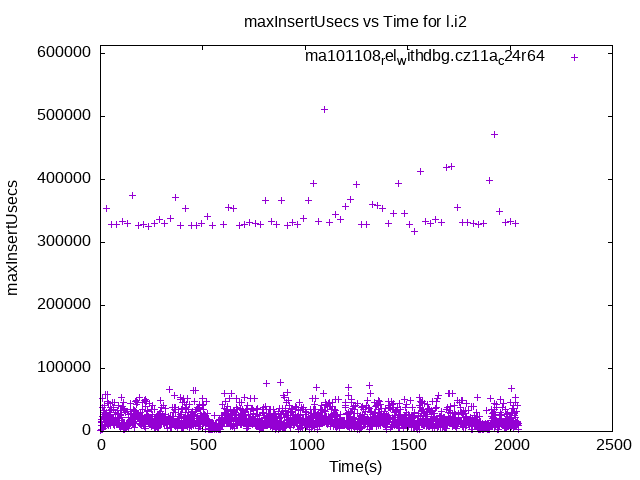 maxInsertUsecs vs Time for l.i2
ma101108relwithdbg.cz11ac24r64
600000
500000
400000
300000
200000
100000
0
maxInsertUsecs
0 500 1000 1500 2000 2500
Time(s)